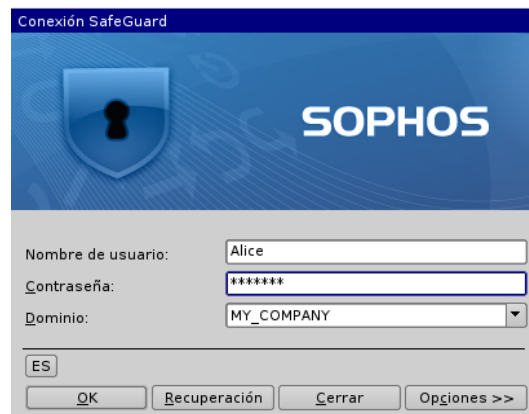 Conexión SafeGuard
SOPHOS
Nombre de usuario: Alice
Contraseña: *******
Dominio: MY_COMPANY
ES
OK Recuperación Cerrar Opciones >>